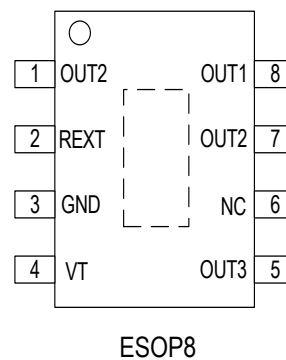 1 OUT2 OUT1 8
2 REXT OUT2 7
3 GND NC 6
4 VT OUT3 5
ESOP8